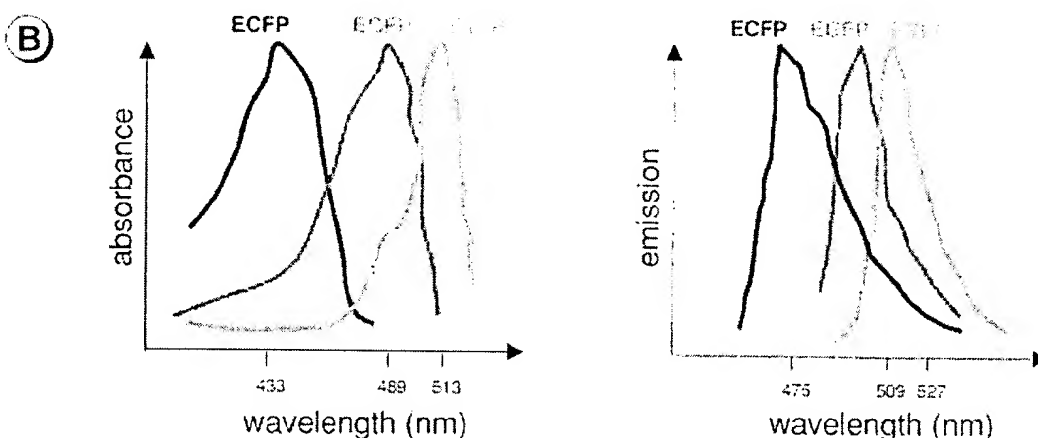 B
ECFP
absorbance
433 489 513
wavelength (nm)
ECFP
emission
475 509 527
wavelength (nm)